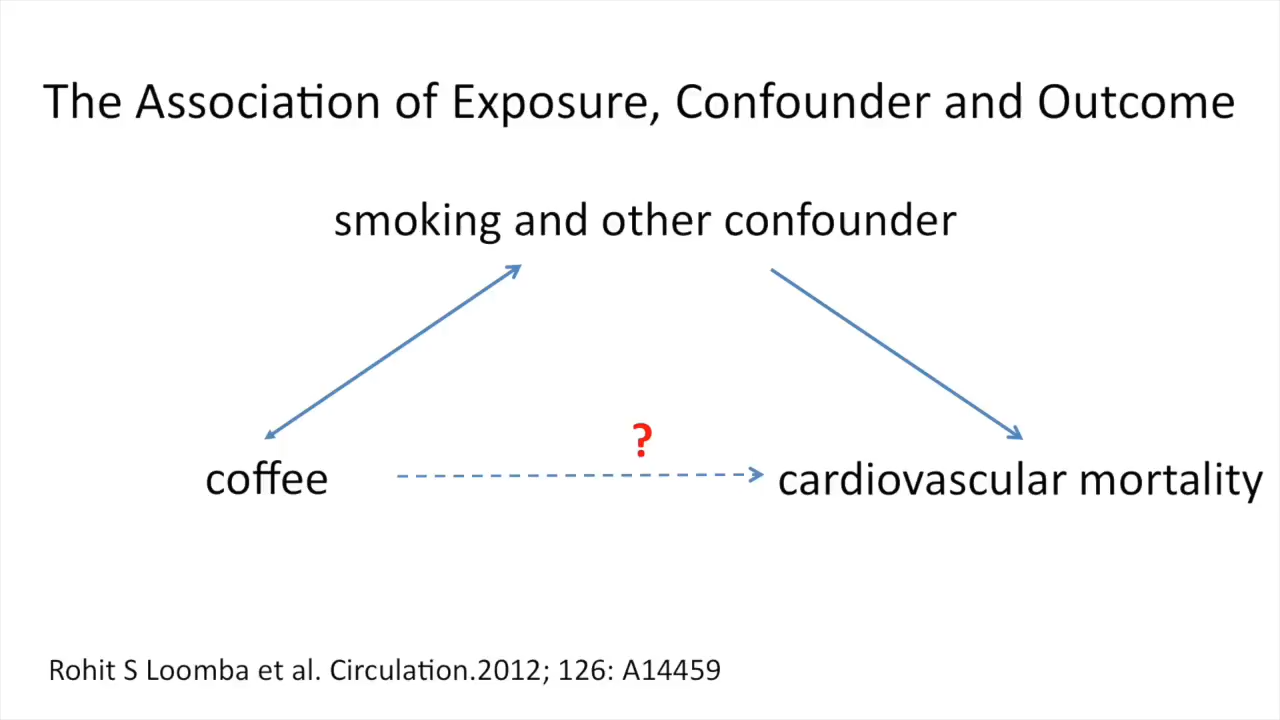 The Association of Exposure, Confounder and Outcome
smoking and other confounder
?
coffee
cardiovascular mortality
Rohit S Loomba et al. Circulation.2012; 126: A14459